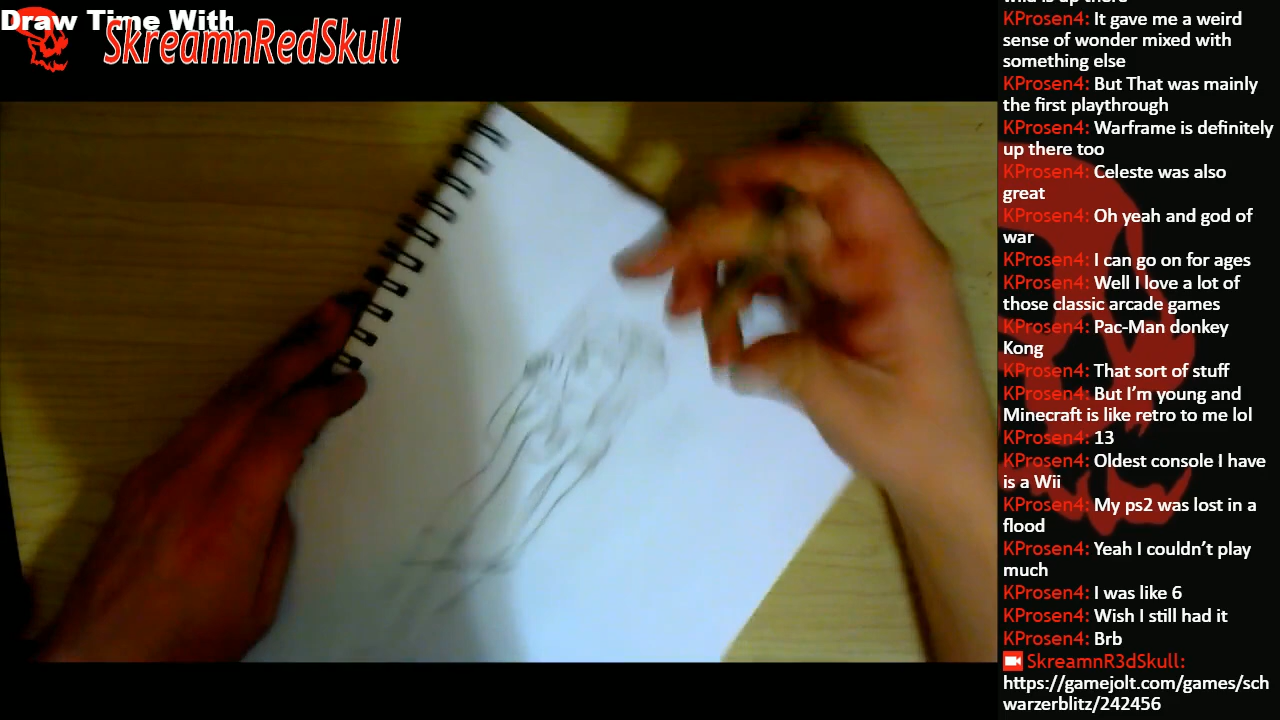 Draw Time With
SkreamnRedSkull
KProsen4: It gave me a weird
sense of wonder mixed with
something else
KProsen4: But That was mainly
the first playthrough
KProsen4: Warframe is definitely
up there too
KProsen4: Celeste was also
great
KProsen4: Oh yeah and god of
war
KProsen4: I can go on for ages
KProsen4: Well I love a lot of
those classic arcade games
KProsen4: Pac-Man donkey
Kong
KProsen4: That sort of stuff
KProsen4: But I’m young and
Minecraft is like retro to me lol
KProsen4: 13
KProsen4: Oldest console I have
is a Wii
KProsen4: My ps2 was lost in a
flood
KProsen4: Yeah I couldn’t play
much
KProsen4: I was like 6
KProsen4: Wish I still had it
KProsen4: Brb
SkreamnR3dSkull:
https://gamejolt.com/games/sch
warzerblitz/242456